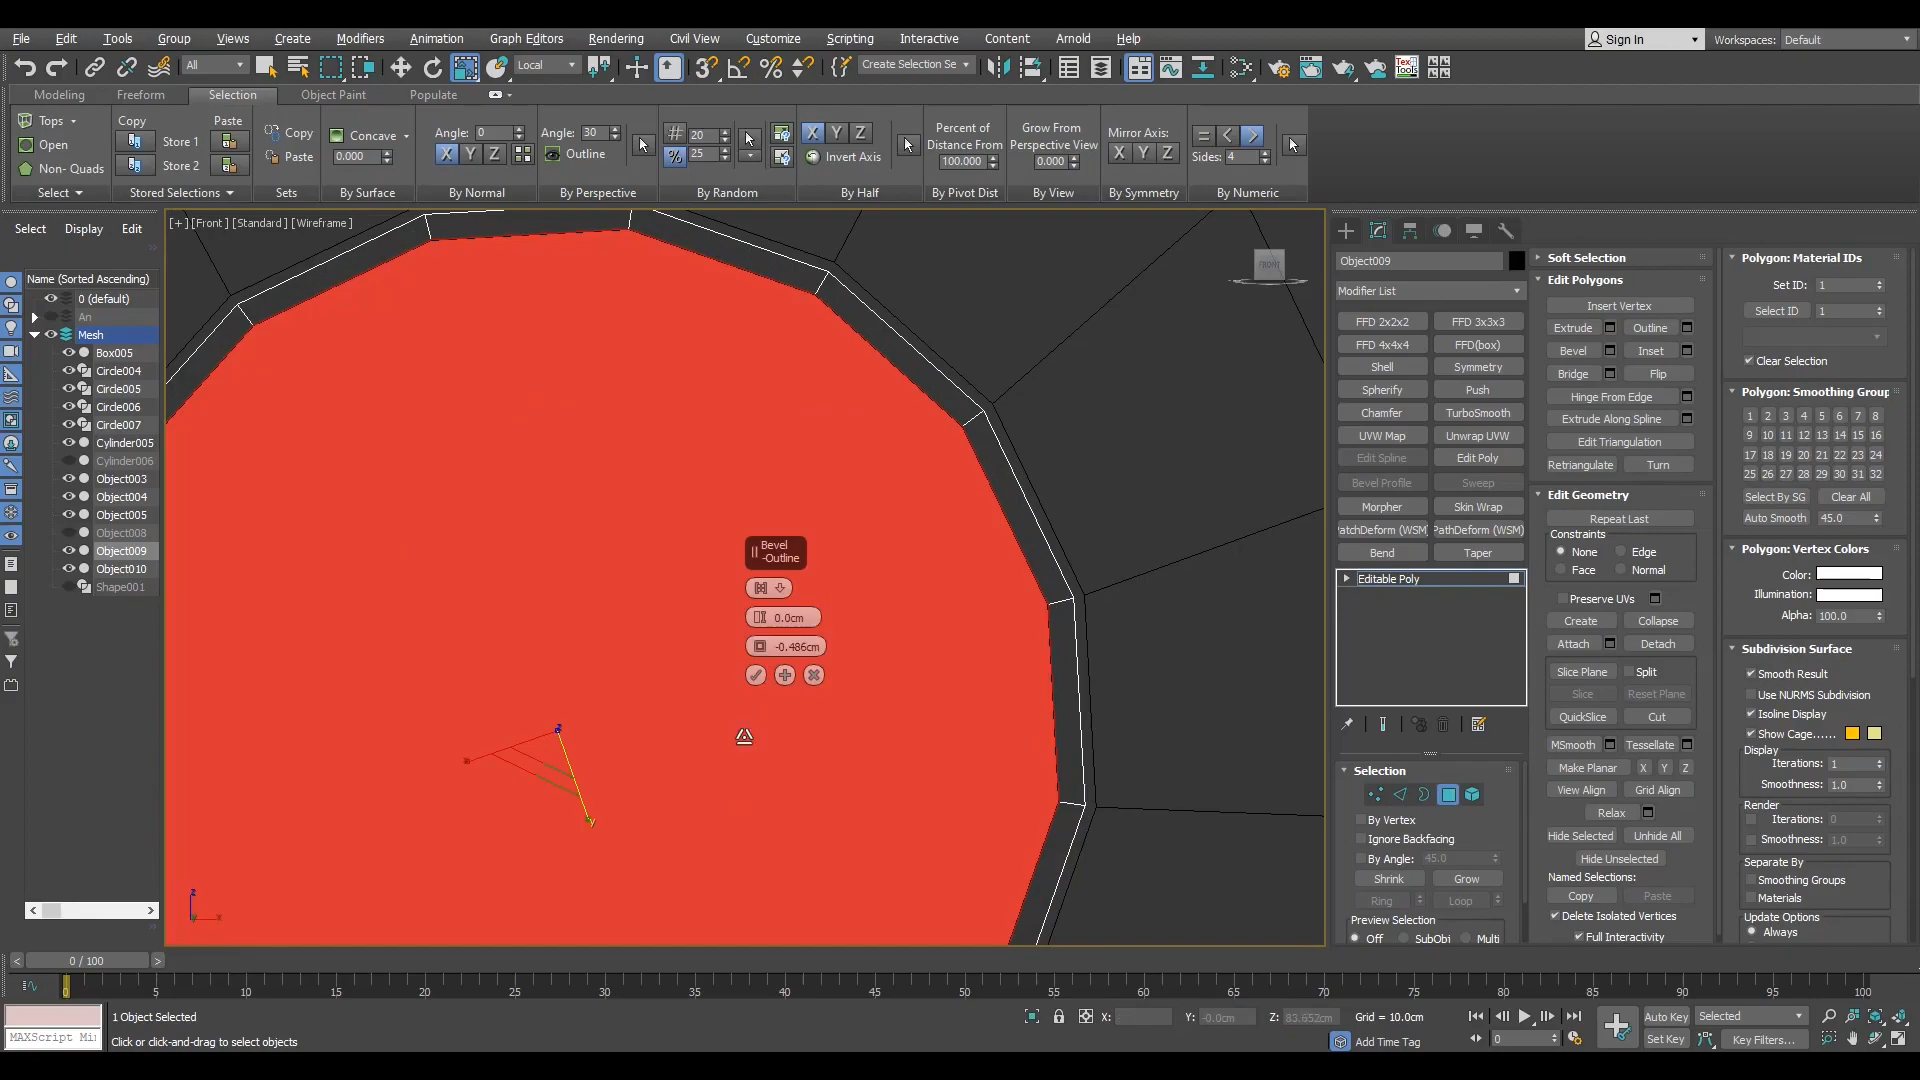 File Edit Tools Group Views Create Modifiers Animation Graph Editors Rendering Civil View Customize Scripting Interactive Content Arnold Help Sign In Workspaces: Default
All Local Create Selection Se
Modeling Freeform Selection Object Paint Populate
Tops Copy Paste
Open Store 1
Non- Quads Store 2
Copy
Paste
Concave
0.000
Angle: 0
X Y Z
Angle: 30
Outline
20
25
X Y Z
Invert Axis
Percent of
Distance From
100.000
Grow From
Perspective View
0.000
Mirror Axis:
X Y Z
Sides: 4
Select Stored Selections Sets By Surface By Normal By Perspective By Random By Half By Pivot Dist By View By Symmetry By Numeric
Select Display Edit
Name (Sorted Ascending)
0 (default)
An
Mesh
Box005
Circle004
Circle005
Circle006
Circle007
Cylinder005
Cylinder006
Object003
Object004
Object005
Object008
Object009
Object010
Shape001
[+] [Front] [Standard] [Wireframe]
FRONT
Bevel
-Outline
0.0cm
-0.486cm
z
x
y
z
x
Object009
Modifier List
FFD 2x2x2 FFD 3x3x3
FFD 4x4x4 FFD(box)
Shell Symmetry
Spherify Push
Chamfer TurboSmooth
UVW Map Unwrap UVW
Edit Spline Edit Poly
Bevel Profile Sweep
Morpher Skin Wrap
atchDeform (WSM) PathDeform (WSM)
Bend Taper
Editable Poly
Selection
By Vertex
Ignore Backfacing
By Angle: 45.0
Shrink Grow
Ring Loop
Preview Selection
Off SubObj Multi
Soft Selection
Edit Polygons
Insert Vertex
Extrude Outline
Bevel Inset
Bridge Flip
Hinge From Edge
Extrude Along Spline
Edit Triangulation
Retriangulate Turn
Edit Geometry
Repeat Last
Constraints
None Edge
Face Normal
Preserve UVs
Create Collapse
Attach Detach
Slice Plane Split
Slice Reset Plane
QuickSlice Cut
MSmooth Tessellate
Make Planar X Y Z
View Align Grid Align
Relax
Hide Selected Unhide All
Hide Unselected
Named Selections:
Copy Paste
Delete Isolated Vertices
Full Interactivity
Polygon: Material IDs
Set ID: 1
Select ID 1
Clear Selection
Polygon: Smoothing Group
1 2 3 4 5 6 7 8
9 10 11 12 13 14 15 16
17 18 19 20 21 22 23 24
25 26 27 28 29 30 31 32
Select By SG Clear All
Auto Smooth 45.0
Polygon: Vertex Colors
Color:
Illumination:
Alpha: 100.0
Subdivision Surface
Smooth Result
Use NURMS Subdivision
Isoline Display
Show Cage......
Display
Iterations: 1
Smoothness: 1.0
Render
Iterations: 0
Smoothness: 1.0
Separate By
Smoothing Groups
Materials
Update Options
Always
< 0 / 100 >
0 5 10 15 20 25 30 35 40 45 50 55 60 65 70 75 80 85 90 95 100
1 Object Selected X: Y: -0.0cm Z: 83.652cm Grid = 10.0cm Auto Key Selected
MAXScript Mi Click or click-and-drag to select objects Add Time Tag 0 Set Key Key Filters...